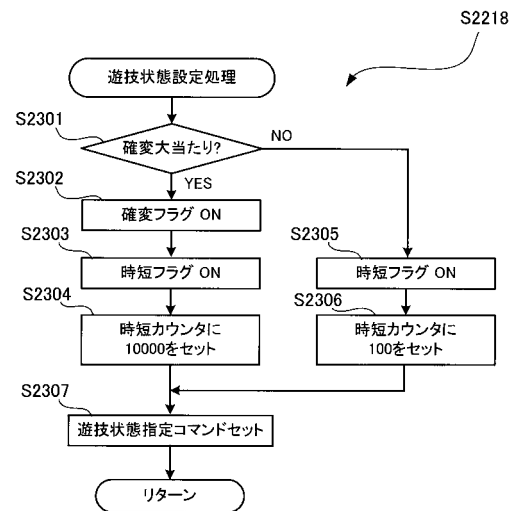 S2218
遊技状態設定処理
S2301
確変大当たり?
NO
YES
S2302
確変フラグ ON
S2303
時短フラグ ON
S2304
時短カウンタに
10000をセット
S2305
時短フラグ ON
S2306
時短カウンタに
100をセット
S2307
遊技状態指定コマンドセット
リターン